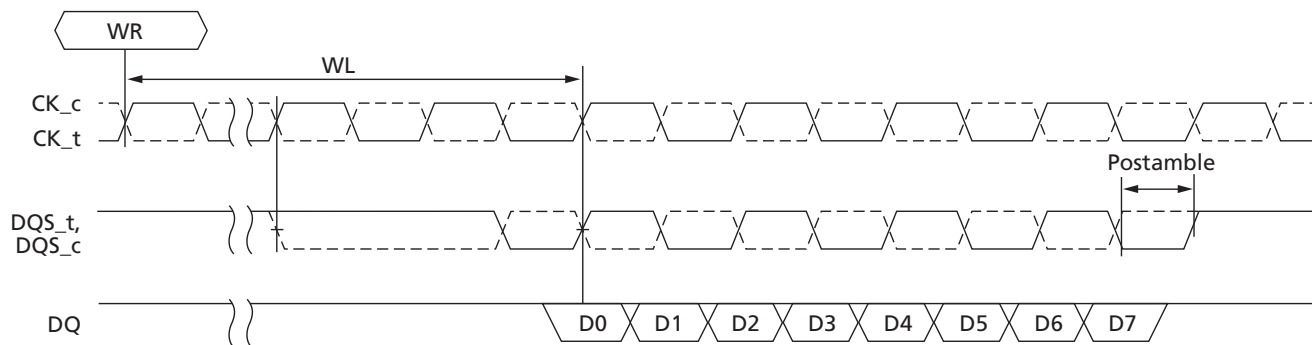 WR
WL
CK_c
CK_t
Postamble
DQS_t,
DQS_c
DQ
D0 D1 D2 D3 D4 D5 D6 D7